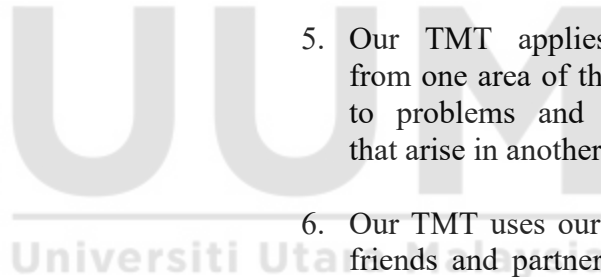 UUM
5. Our TMT applies
from one area of th
to problems and
that arise in another
6. Our TMT uses our
Universiti Utara Malaysia
friends and partner